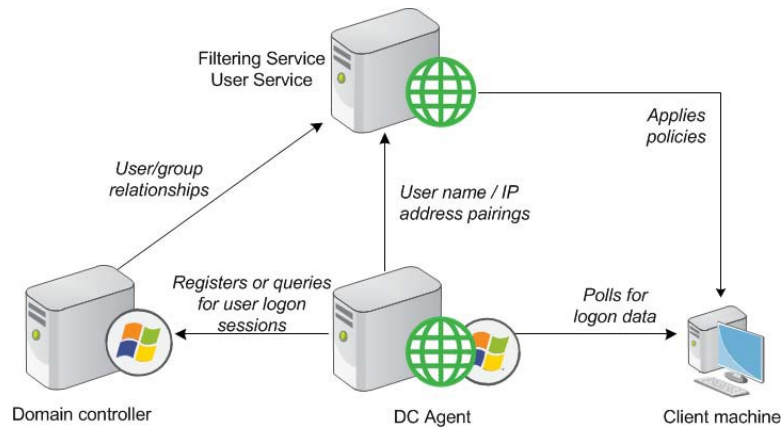 Filtering Service
User Service
Applies
policies
User/group
relationships
User name / IP
address pairings
Registers or queries
for user logon
sessions
Polls for
logon data
Domain controller
DC Agent
Client machine